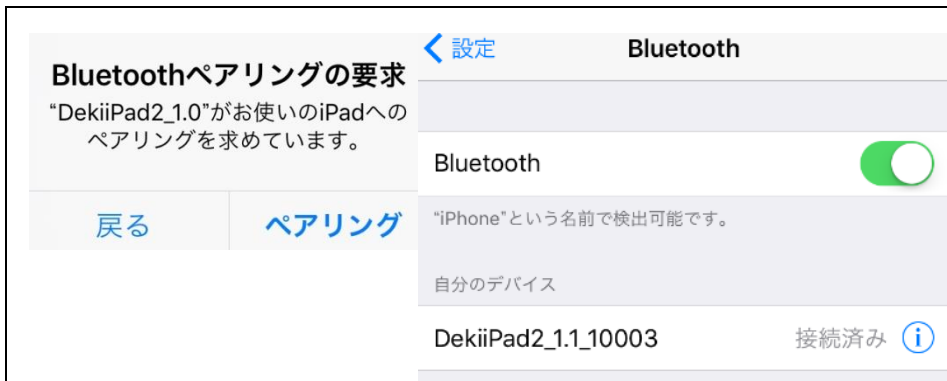 Bluetoothペアリングの要求
“DekiiPad2_1.0”がお使いのiPadへの
ペアリングを求めています。
戻る
ペアリング
設定
Bluetooth
Bluetooth
“iPhone”という名前で検出可能です。
自分のデバイス
DekiiPad2_1.1_10003 接続済み